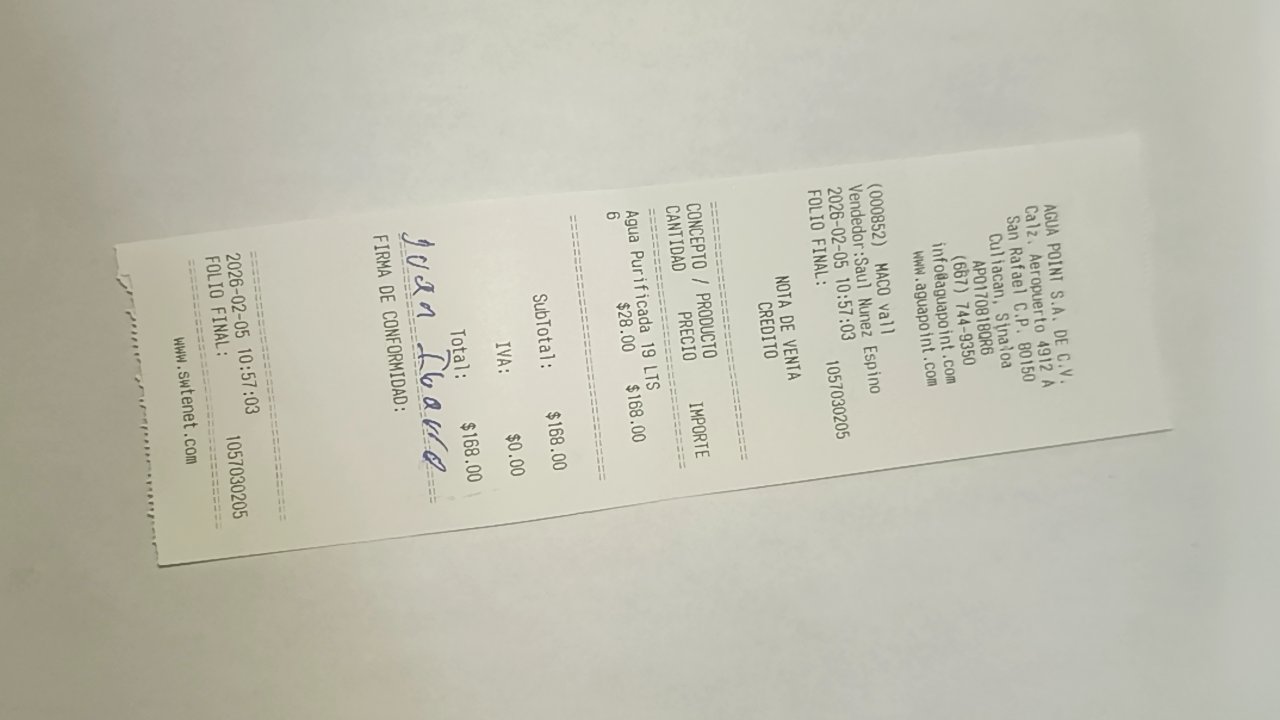 AGUA POINT S.A. DE C.V.
Calz. Aeropuerto 4912 A
San Rafael C.P. 80150
Culiacan, Sinaloa
APO170818QR6
(667) 744-9350
info@aguapoint.com
www.aguapoint.com
(000852) MACO vall
Vendedor:Saul Nunez Espino
2026-02-05 10:57:03
FOLIO FINAL: 1057030205
NOTA DE VENTA
CREDITO
CONCEPTO / PRODUCTO
CANTIDAD PRECIO IMPORTE
Agua Purificada 19 LTS
6 $28.00 $168.00
SubTotal: $168.00
IVA: $0.00
Total: $168.00
Juan Ibarra
FIRMA DE CONFORMIDAD:
2026-02-05 10:57:03
FOLIO FINAL: 1057030205
www.swtenet.com